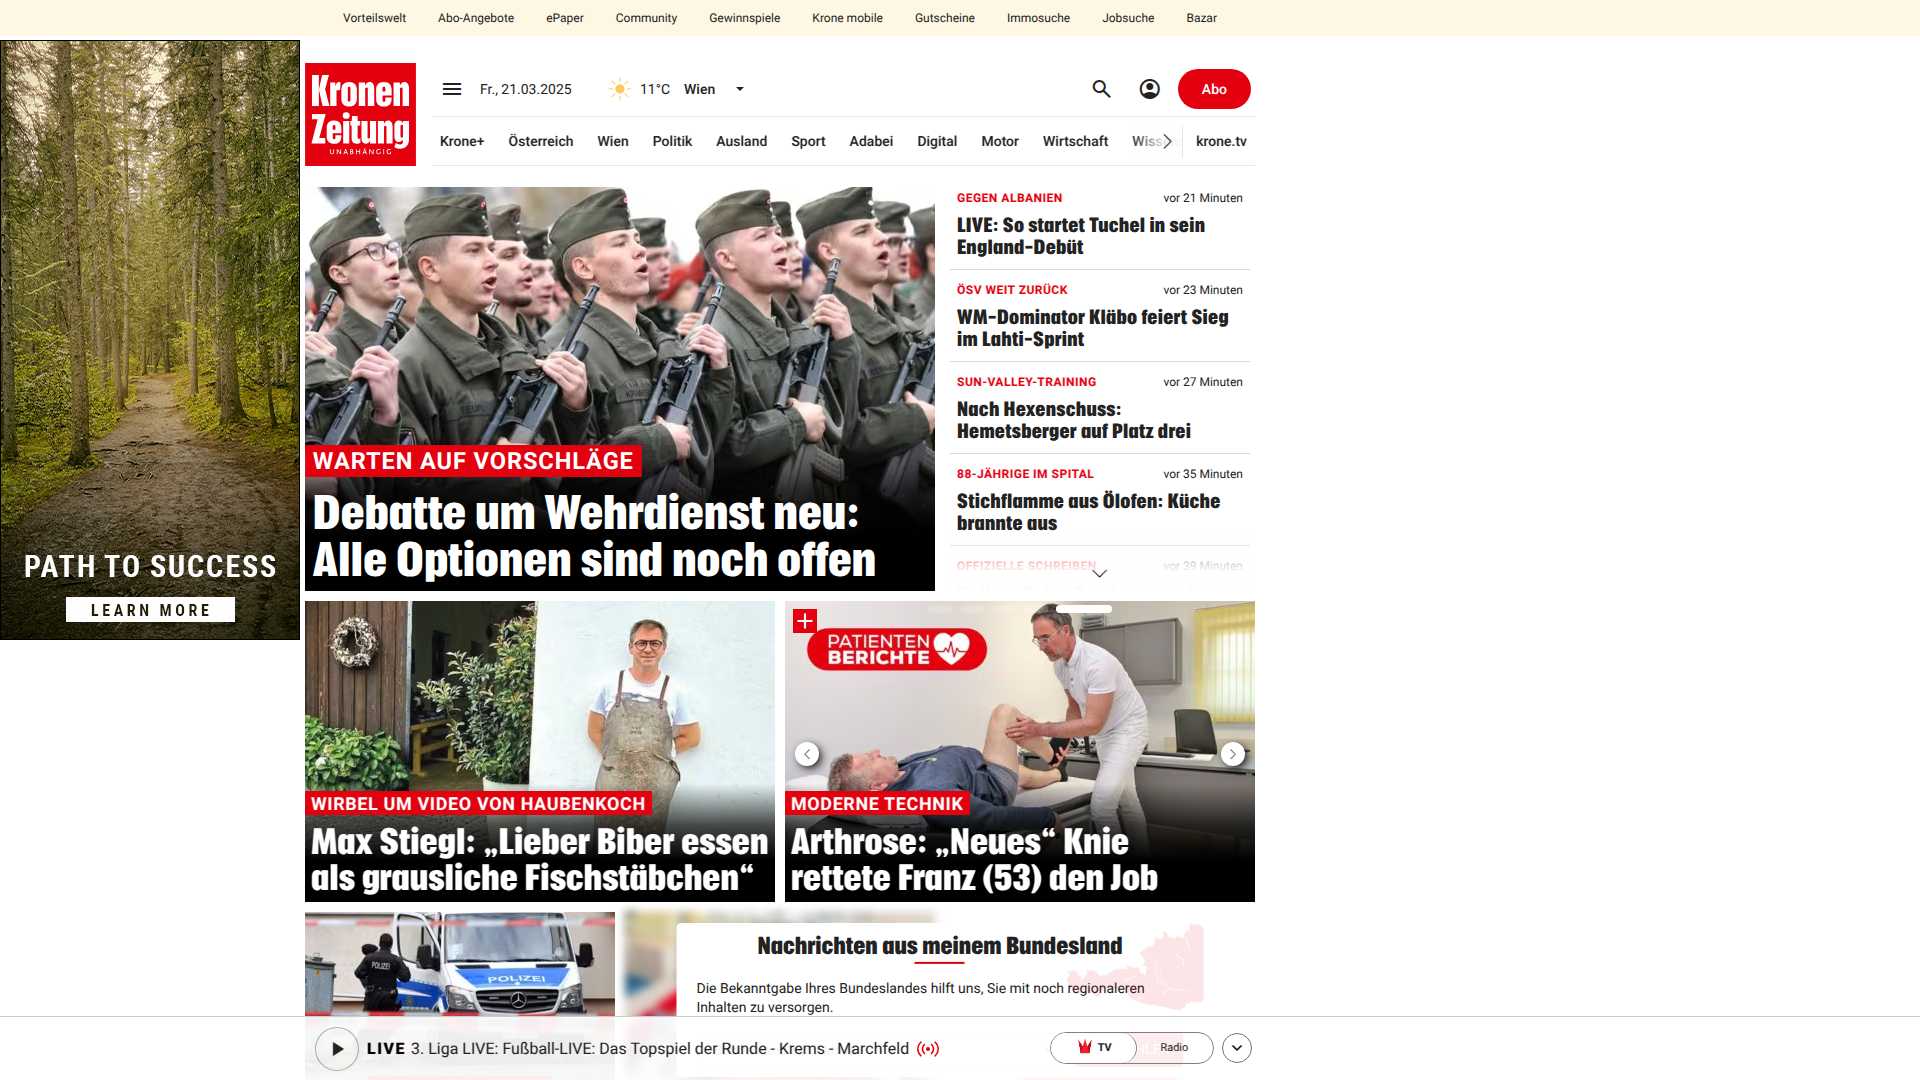 Vorteilswelt Abo-Angebote ePaper Community Gewinnspiele Krone mobile Gutscheine Immosuche Jobsuche Bazar
Kronen
Zeitung
UNABHÄNGIG
Fr., 21.03.2025 11°C Wien
Abo
Krone+ Österreich Wien Politik Ausland Sport Adabei Digital Motor Wirtschaft Wiss krone.tv
PATH TO SUCCESS
LEARN MORE
WARTEN AUF VORSCHLÄGE
Debatte um Wehrdienst neu:
Alle Optionen sind noch offen
GEGEN ALBANIEN vor 21 Minuten
LIVE: So startet Tuchel in sein
England-Debüt
ÖSV WEIT ZURÜCK vor 23 Minuten
WM-Dominator Kläbo feiert Sieg
im Lahti-Sprint
SUN-VALLEY-TRAINING vor 27 Minuten
Nach Hexenschuss:
Hemetsberger auf Platz drei
88-JÄHRIGE IM SPITAL vor 35 Minuten
Stichflamme aus Ölofen: Küche
brannte aus
OFFIZIELLE SCHREIBEN vor 39 Minuten
WIRBEL UM VIDEO VON HAUBENKOCH
Max Stiegl: „Lieber Biber essen
als grausliche Fischstäbchen“
PATIENTEN
BERICHTE
MODERNE TECHNIK
Arthrose: „Neues“ Knie
rettete Franz (53) den Job
POLIZEI
POLIZEI
Nachrichten aus meinem Bundesland
Die Bekanntgabe Ihres Bundeslandes hilft uns, Sie mit noch regionaleren
Inhalten zu versorgen.
LIVE 3. Liga LIVE: Fußball-LIVE: Das Topspiel der Runde - Krems - Marchfeld
TV Radio